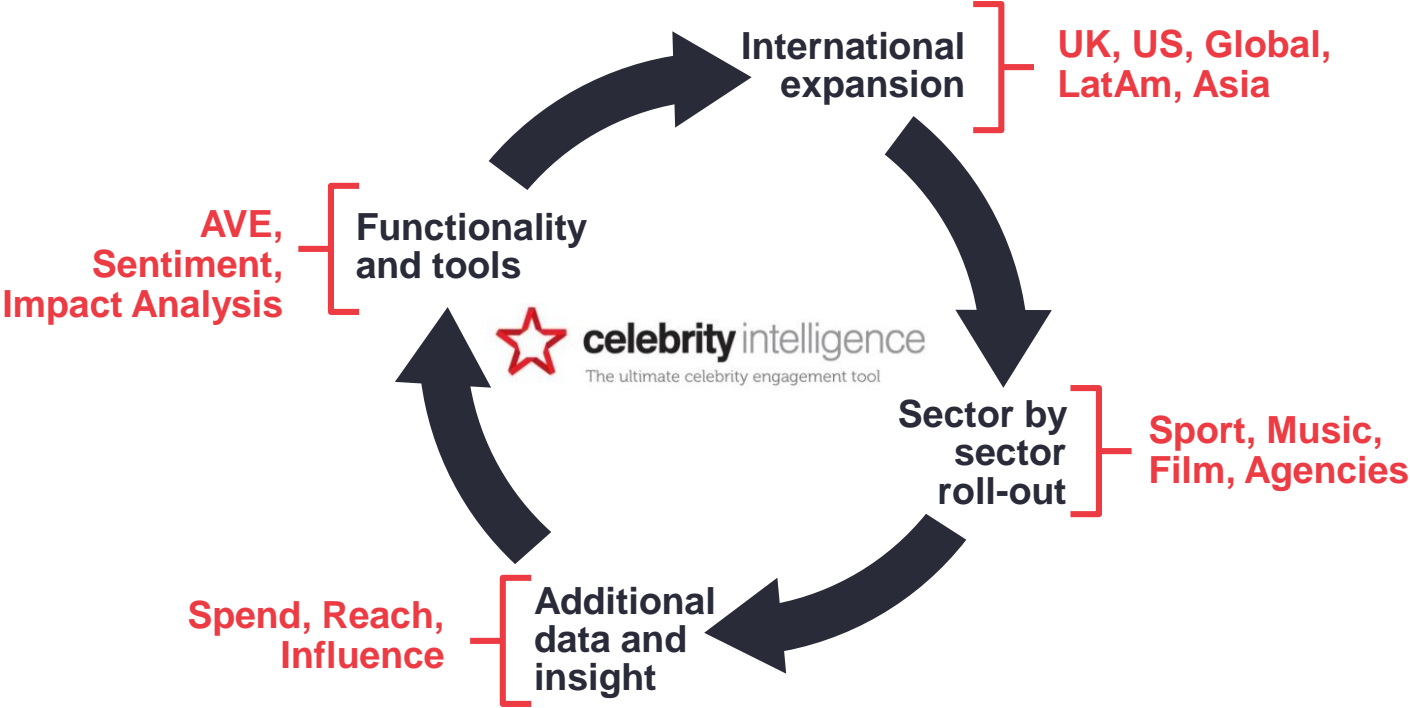 International
expansion
UK, US, Global,
LatAm, Asia
AVE,
Sentiment,
Impact Analysis
Functionality
and tools
celebrity intelligence
The ultimate celebrity engagement tool
Sector by
sector
roll-out
Sport, Music,
Film, Agencies
Spend, Reach,
Influence
Additional
data and
insight